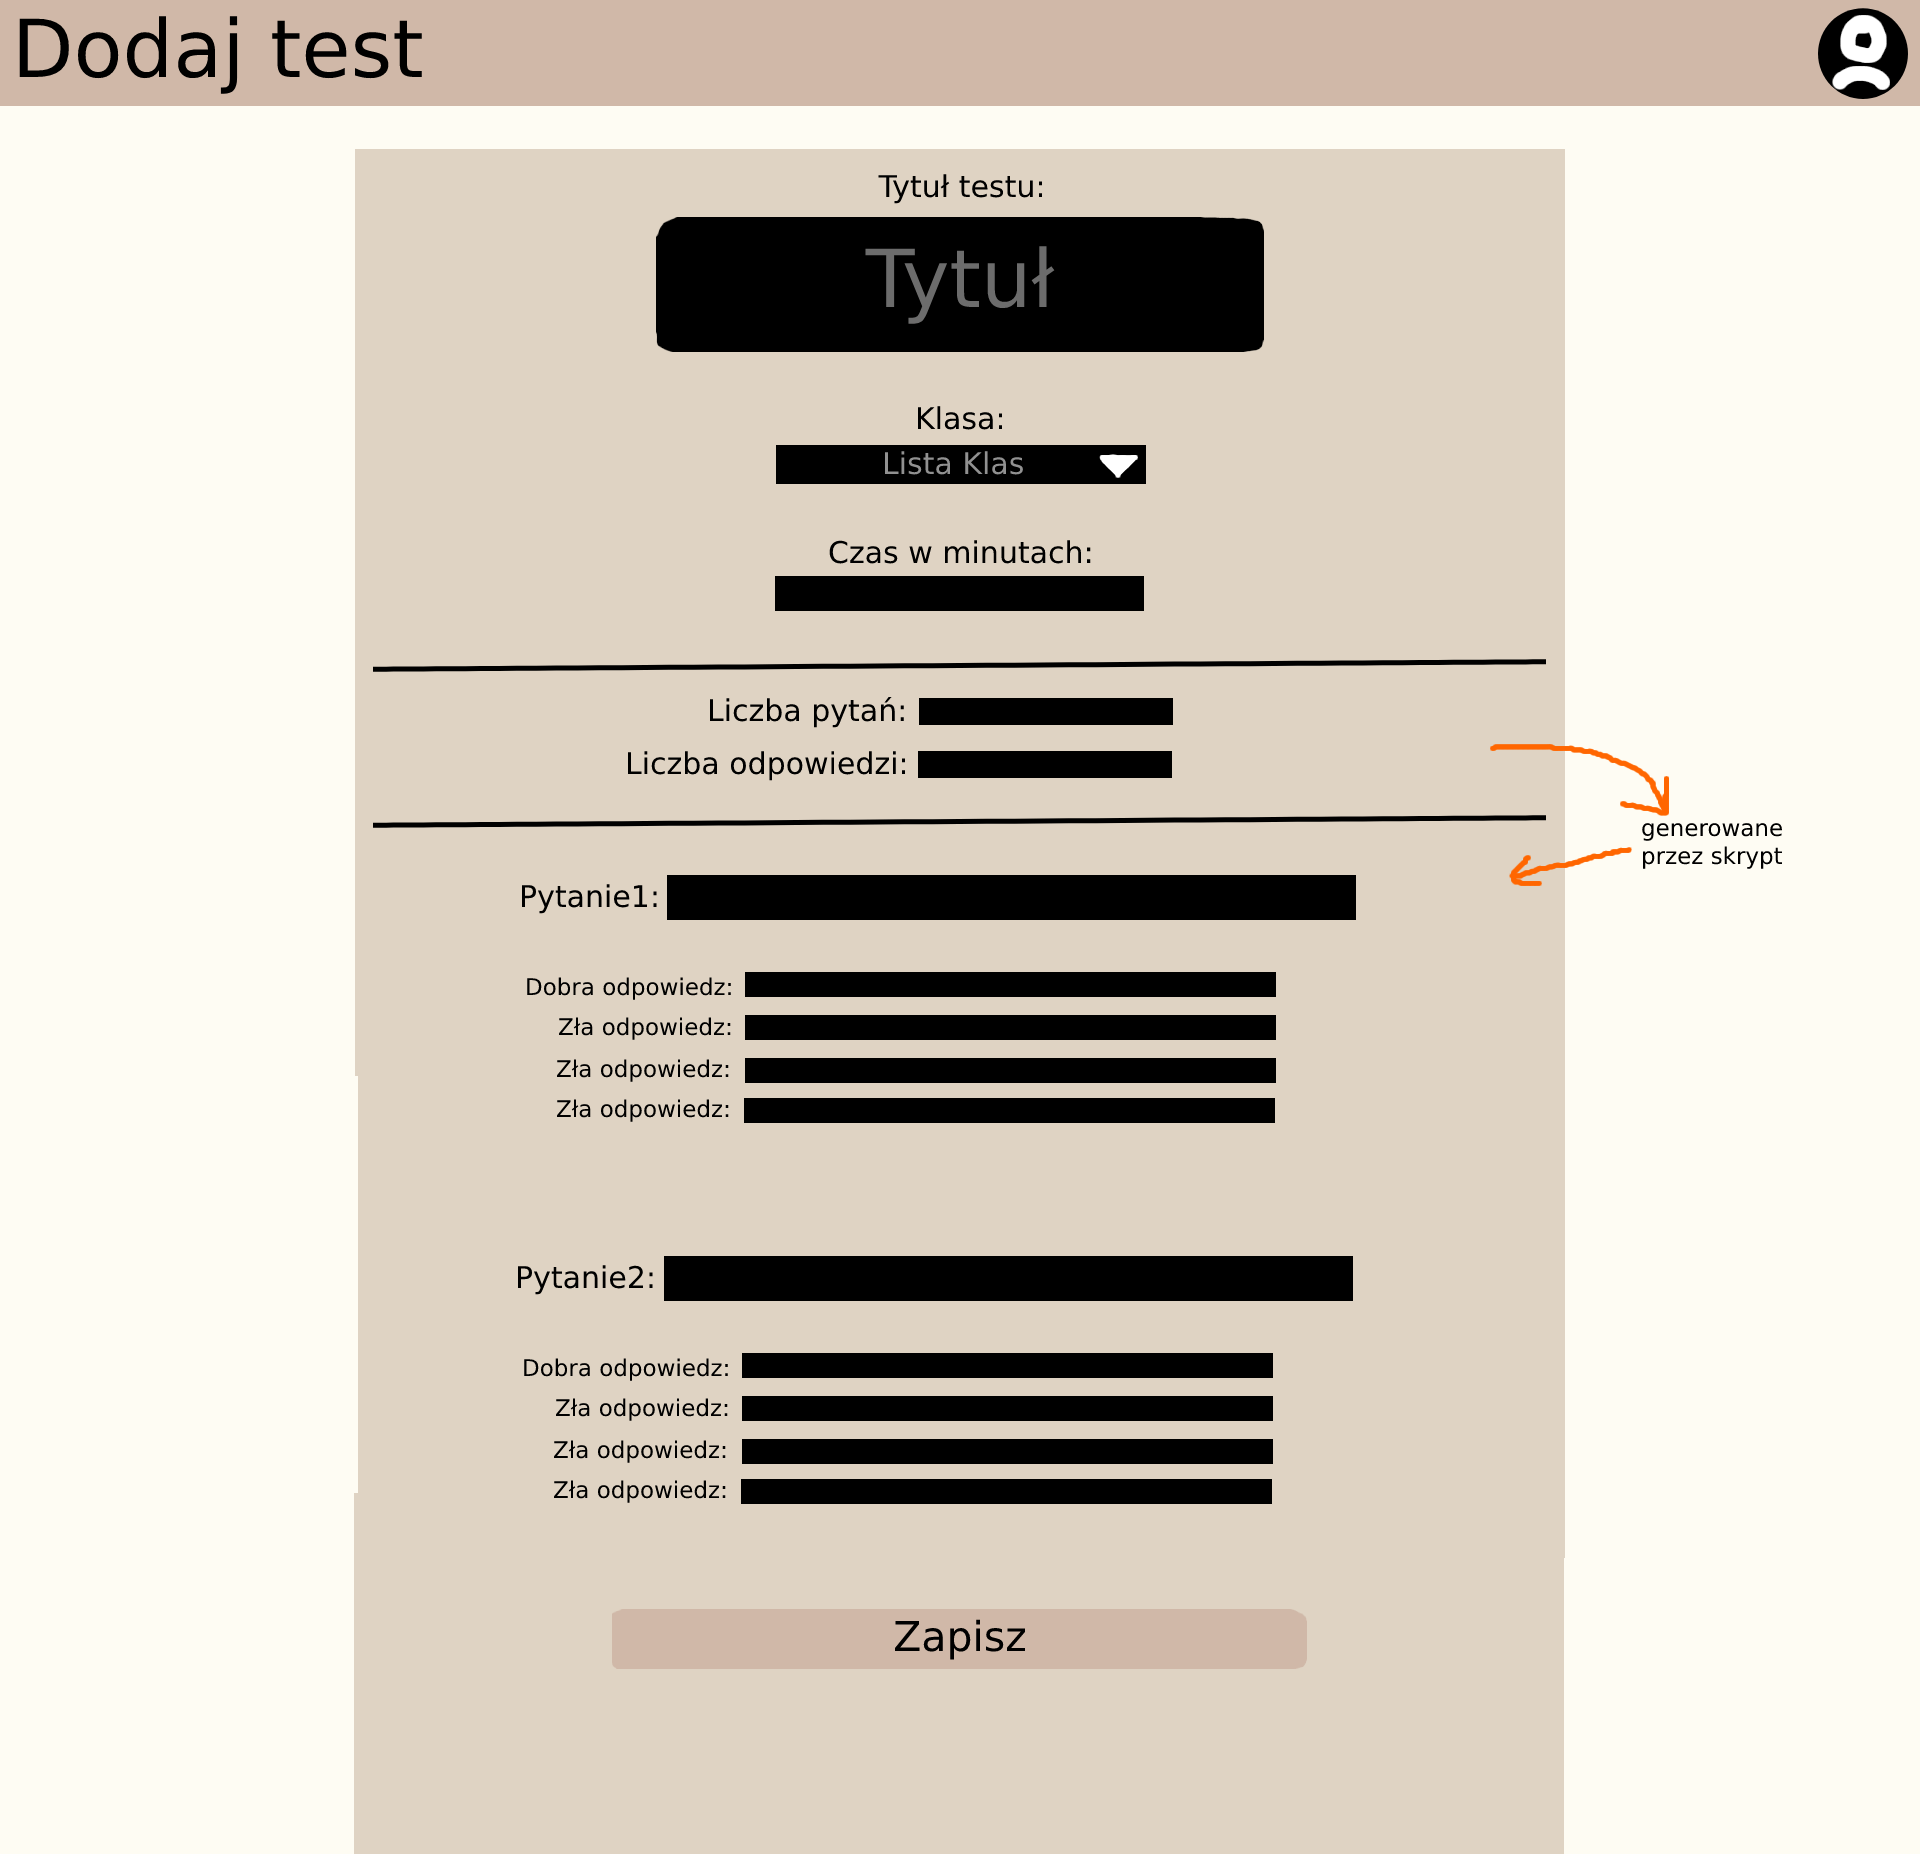 Dodaj test
Tytuł testu:
Tytuł
Klasa:
Lista Klas
Czas w minutach:
Liczba pytań:
Liczba odpowiedzi:
generowane
przez skrypt
Pytanie1:
Dobra odpowiedz:
Zła odpowiedz:
Zła odpowiedz:
Zła odpowiedz:
Pytanie2:
Dobra odpowiedz:
Zła odpowiedz:
Zła odpowiedz:
Zła odpowiedz:
Zapisz